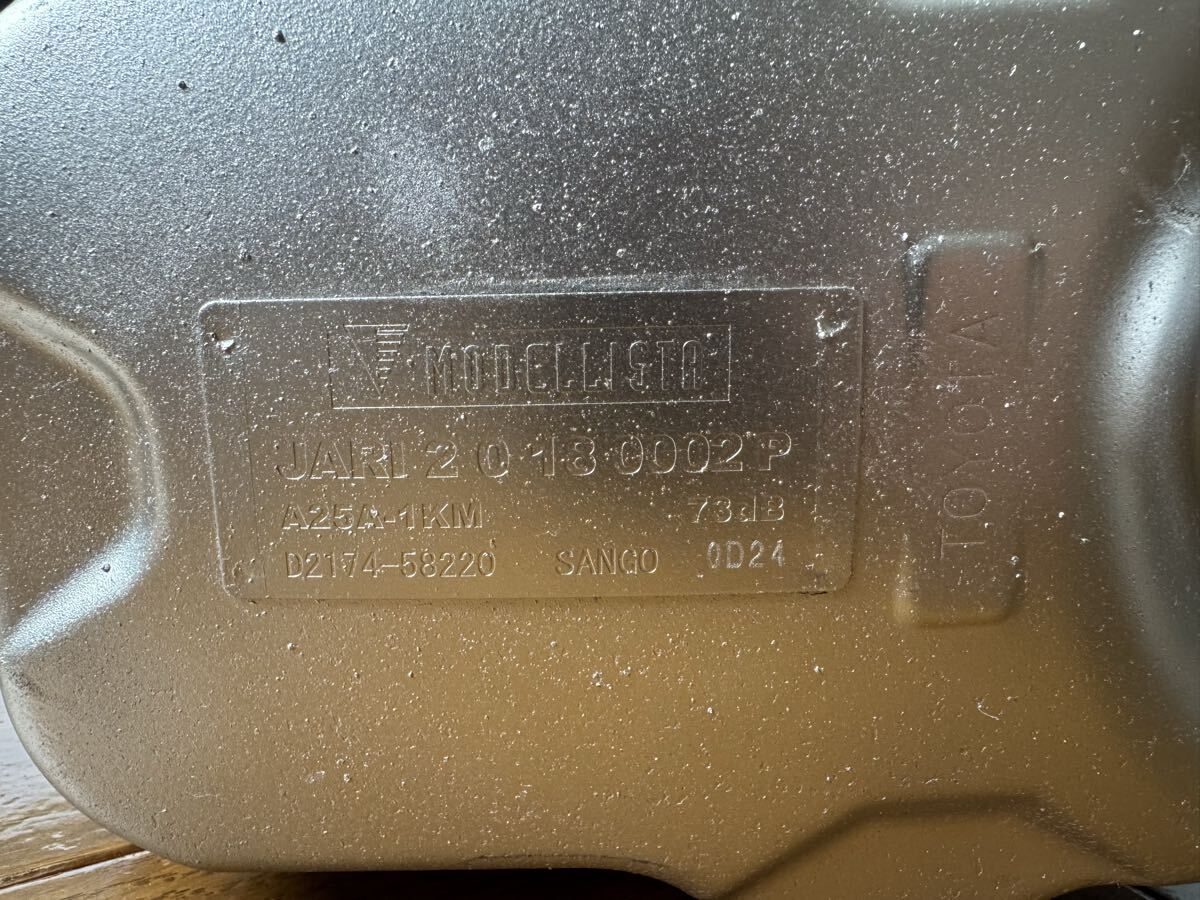 MODELLISTA
JARI 2 0 18 0002 P
A25A-1KM 73dB
D2174-58220 SANGO 0D24
TOYOTA